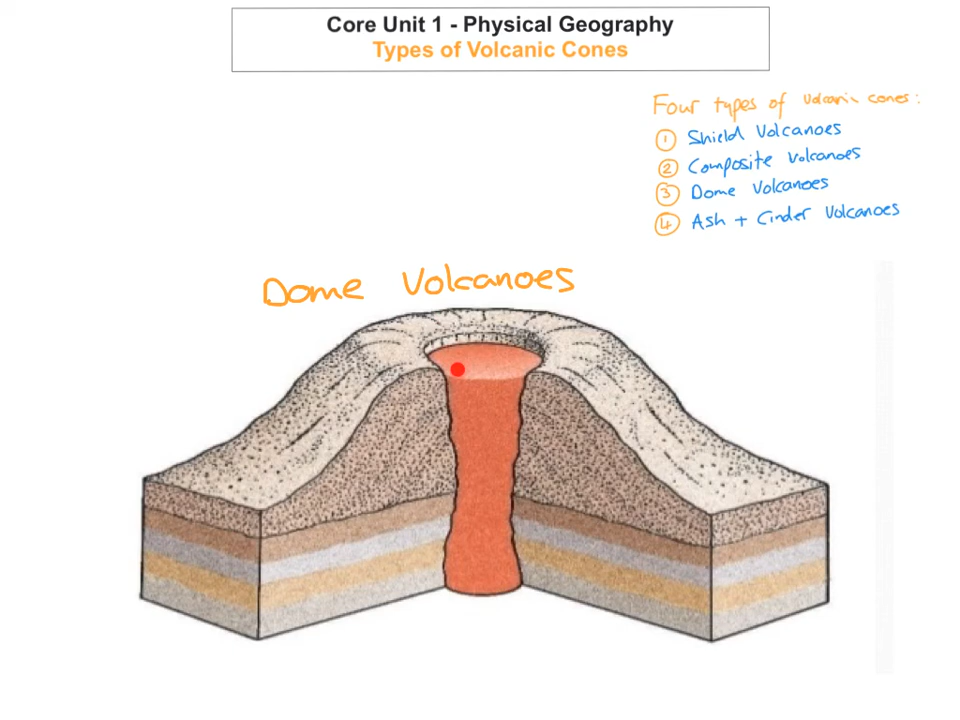 Core Unit 1 - Physical Geography
Types of Volcanic Cones
Four types of Volcanic cones:
① Shield Volcanoes
② Composite Volcanoes
③ Dome Volcanoes
④ Ash + Cinder Volcanoes
Dome Volcanoes